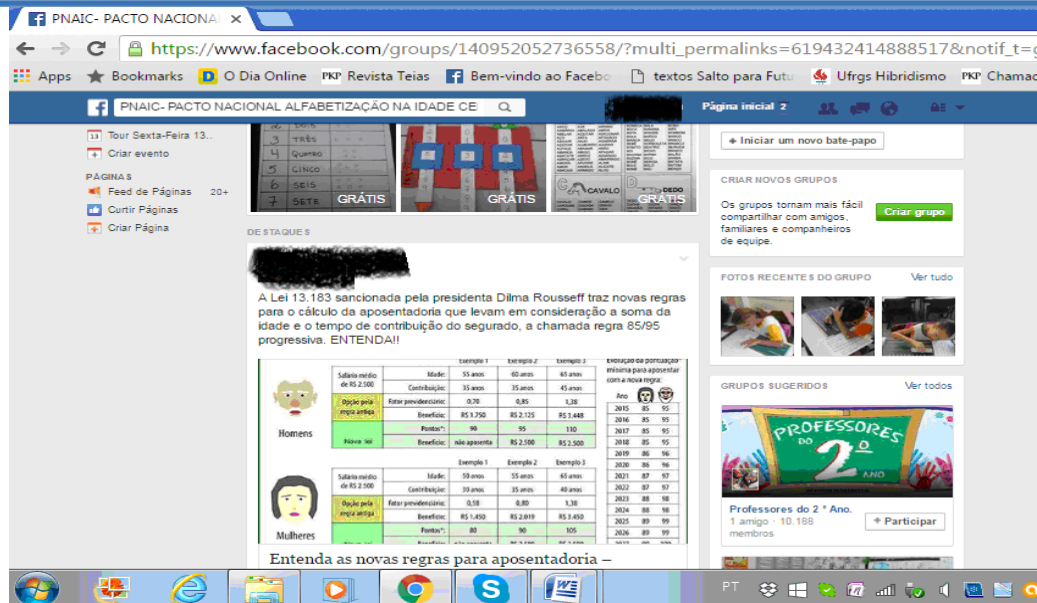 PNAIC- PACTO NACIONA
https://www.facebook.com/groups/140952052736558/?multi_permalinks=619432414888517&notif_t=g
Apps Bookmarks O Dia Online PKP Revista Teias Bem-vindo ao Facebo textos Salto para Futu Ufrgs Hibridismo PKP Chamac
PNAIC- PACTO NACIONAL ALFABETIZAÇÃO NA IDADE CE
Página inicial 2
13 Tour Sexta-Feira 13..
Criar evento
PÁGINAS
Feed de Páginas 20+
Curtir Páginas
Criar Página
3 TRÊS
4 QUATRO
5 CINCO
6 SEIS
7 SETE
GRÁTIS
GRÁTIS
CAVALO
DEDO
GRÁTIS
DESTAQUES
A Lei 13.183 sancionada pela presidenta Dilma Rousseff traz novas regras
para o cálculo da aposentadoria que levam em consideração a soma da
idade e o tempo de contribuição do segurado, a chamada regra 85/95
progressiva. ENTENDA!!
Exemplo 1 Exemplo 2 Exemplo 3
Salário médio de R$ 2.500 Idade: 55 anos 60 anos 65 anos
Contribuição: 35 anos 35 anos 45 anos
Opção pela regra antiga Fator previdenciário: 0,70 0,85 1,38
Benefício: R$ 1.750 R$ 2.125 R$ 3.448
Pontos*: 90 95 110
Nova lei Benefício: não aposenta R$ 2.500 R$ 2.500
Homens
Exemplo 1 Exemplo 2 Exemplo 3
Salário médio de R$ 2.500 Idade: 50 anos 55 anos 65 anos
Contribuição: 30 anos 35 anos 40 anos
Opção pela regra antiga Fator previdenciário: 0,58 0,80 1,38
Benefício: R$ 1.450 R$ 2.019 R$ 3.450
Pontos*: 80 90 105
Mulheres
Evolução da pontuação
mínima para aposentar
com a nova regra:
Ano
2015 85 95
2016 85 95
2017 85 95
2018 85 95
2019 86 96
2020 86 96
2021 87 97
2022 87 97
2023 88 98
2024 88 98
2025 89 99
2026 89 99
Entenda as novas regras para aposentadoria –
+ Iniciar um novo bate-papo
CRIAR NOVOS GRUPOS
Os grupos tornam mais fácil
compartilhar com amigos,
familiares e companheiros
de equipe.
Criar grupo
FOTOS RECENTES DO GRUPO Ver tudo
GRUPOS SUGERIDOS Ver todos
PROFESSORES
DO 2º
ANO
Professores do 2 ° Ano.
1 amigo · 10.188
membros
+ Participar
PT